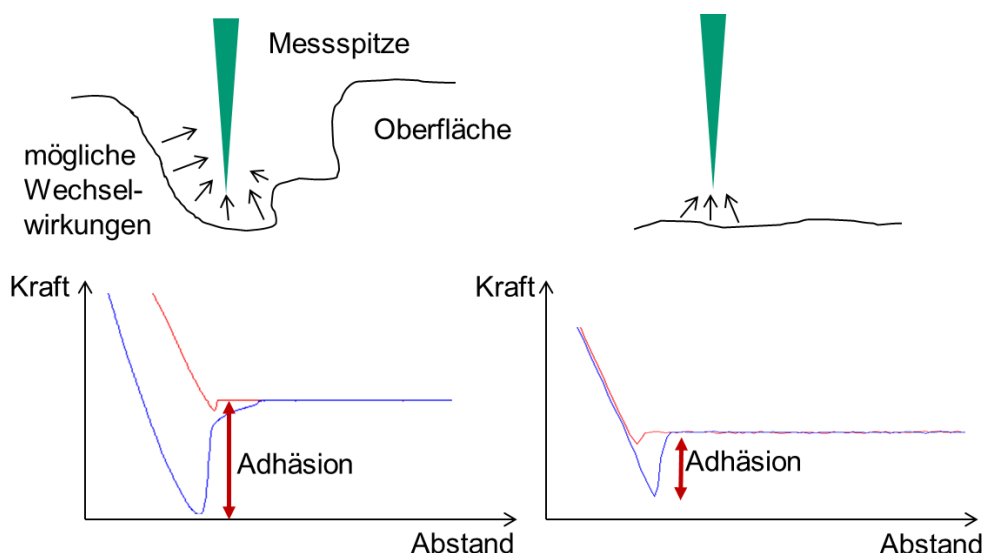 Messspitze
Oberfläche
mögliche
Wechsel-
wirkungen
Kraft
Adhäsion
Abstand
Kraft
Adhäsion
Abstand